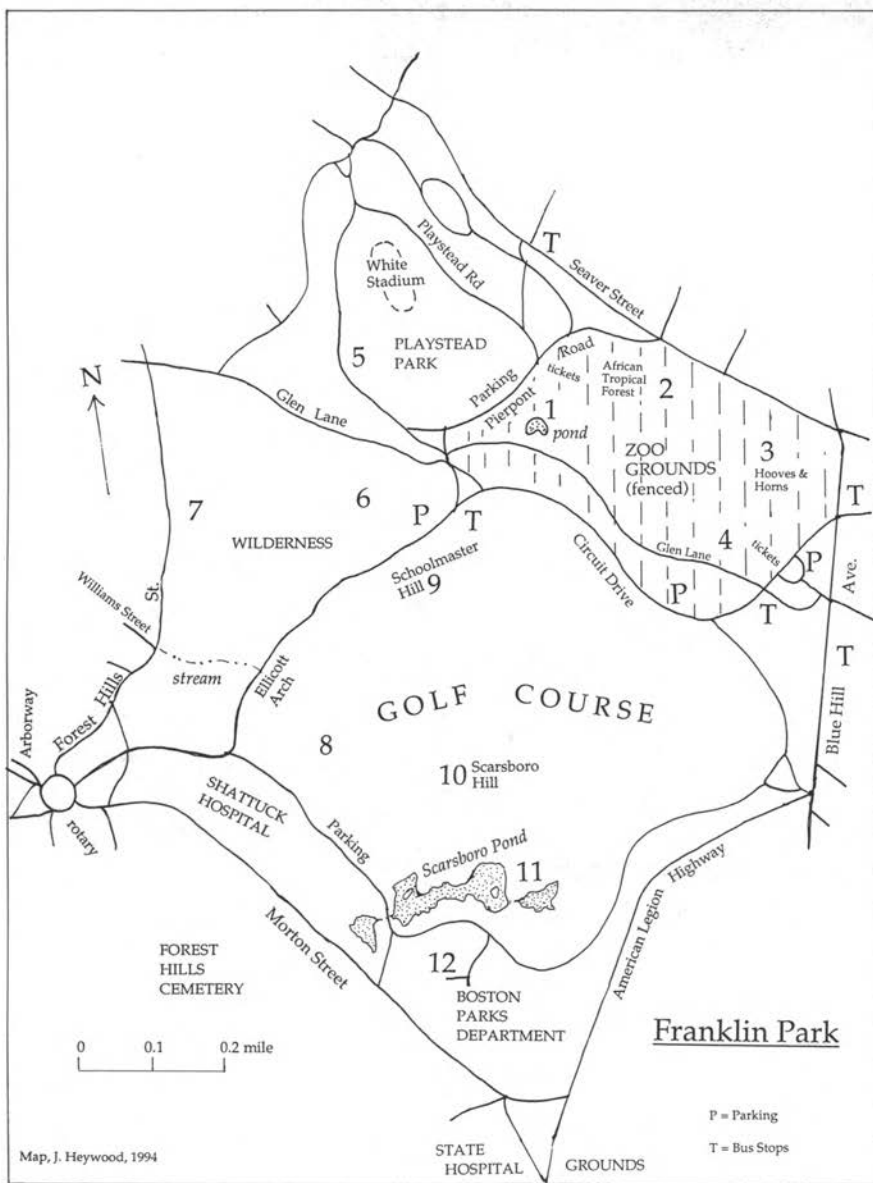 T
Seaver Street
Playstead Rd
White
Stadium
PLAYSTEAD
PARK
5
Parking
Pierpont Road
tickets
African
Tropical
Forest
2
1
pond
ZOO
GROUNDS
(fenced)
3
Hooves &
Horns
T
N
Glen Lane
7
6
P
T
WILDERNESS
Schoolmaster
Hill 9
Circuit Drive
Glen Lane
4
tickets
P
P
T
T
Blue Hill Ave.
Williams Street
stream
Ellicott
Arch
Forest Hills St.
Arborway
rotary
GOLF COURSE
8
10 Scarsboro
Hill
SHATTUCK
HOSPITAL
Parking
Scarsboro Pond
11
American Legion Highway
Morton Street
FOREST
HILLS
CEMETERY
12
BOSTON
PARKS
DEPARTMENT
0 0.1 0.2 mile
Franklin Park
P = Parking
T = Bus Stops
Map, J. Heywood, 1994
STATE
HOSPITAL GROUNDS